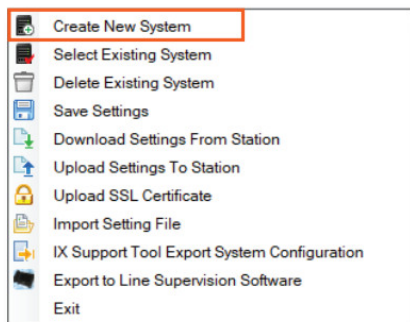 Create New System
Select Existing System
Delete Existing System
Save Settings
Download Settings From Station
Upload Settings To Station
Upload SSL Certificate
Import Setting File
IX Support Tool Export System Configuration
Export to Line Supervision Software
Exit